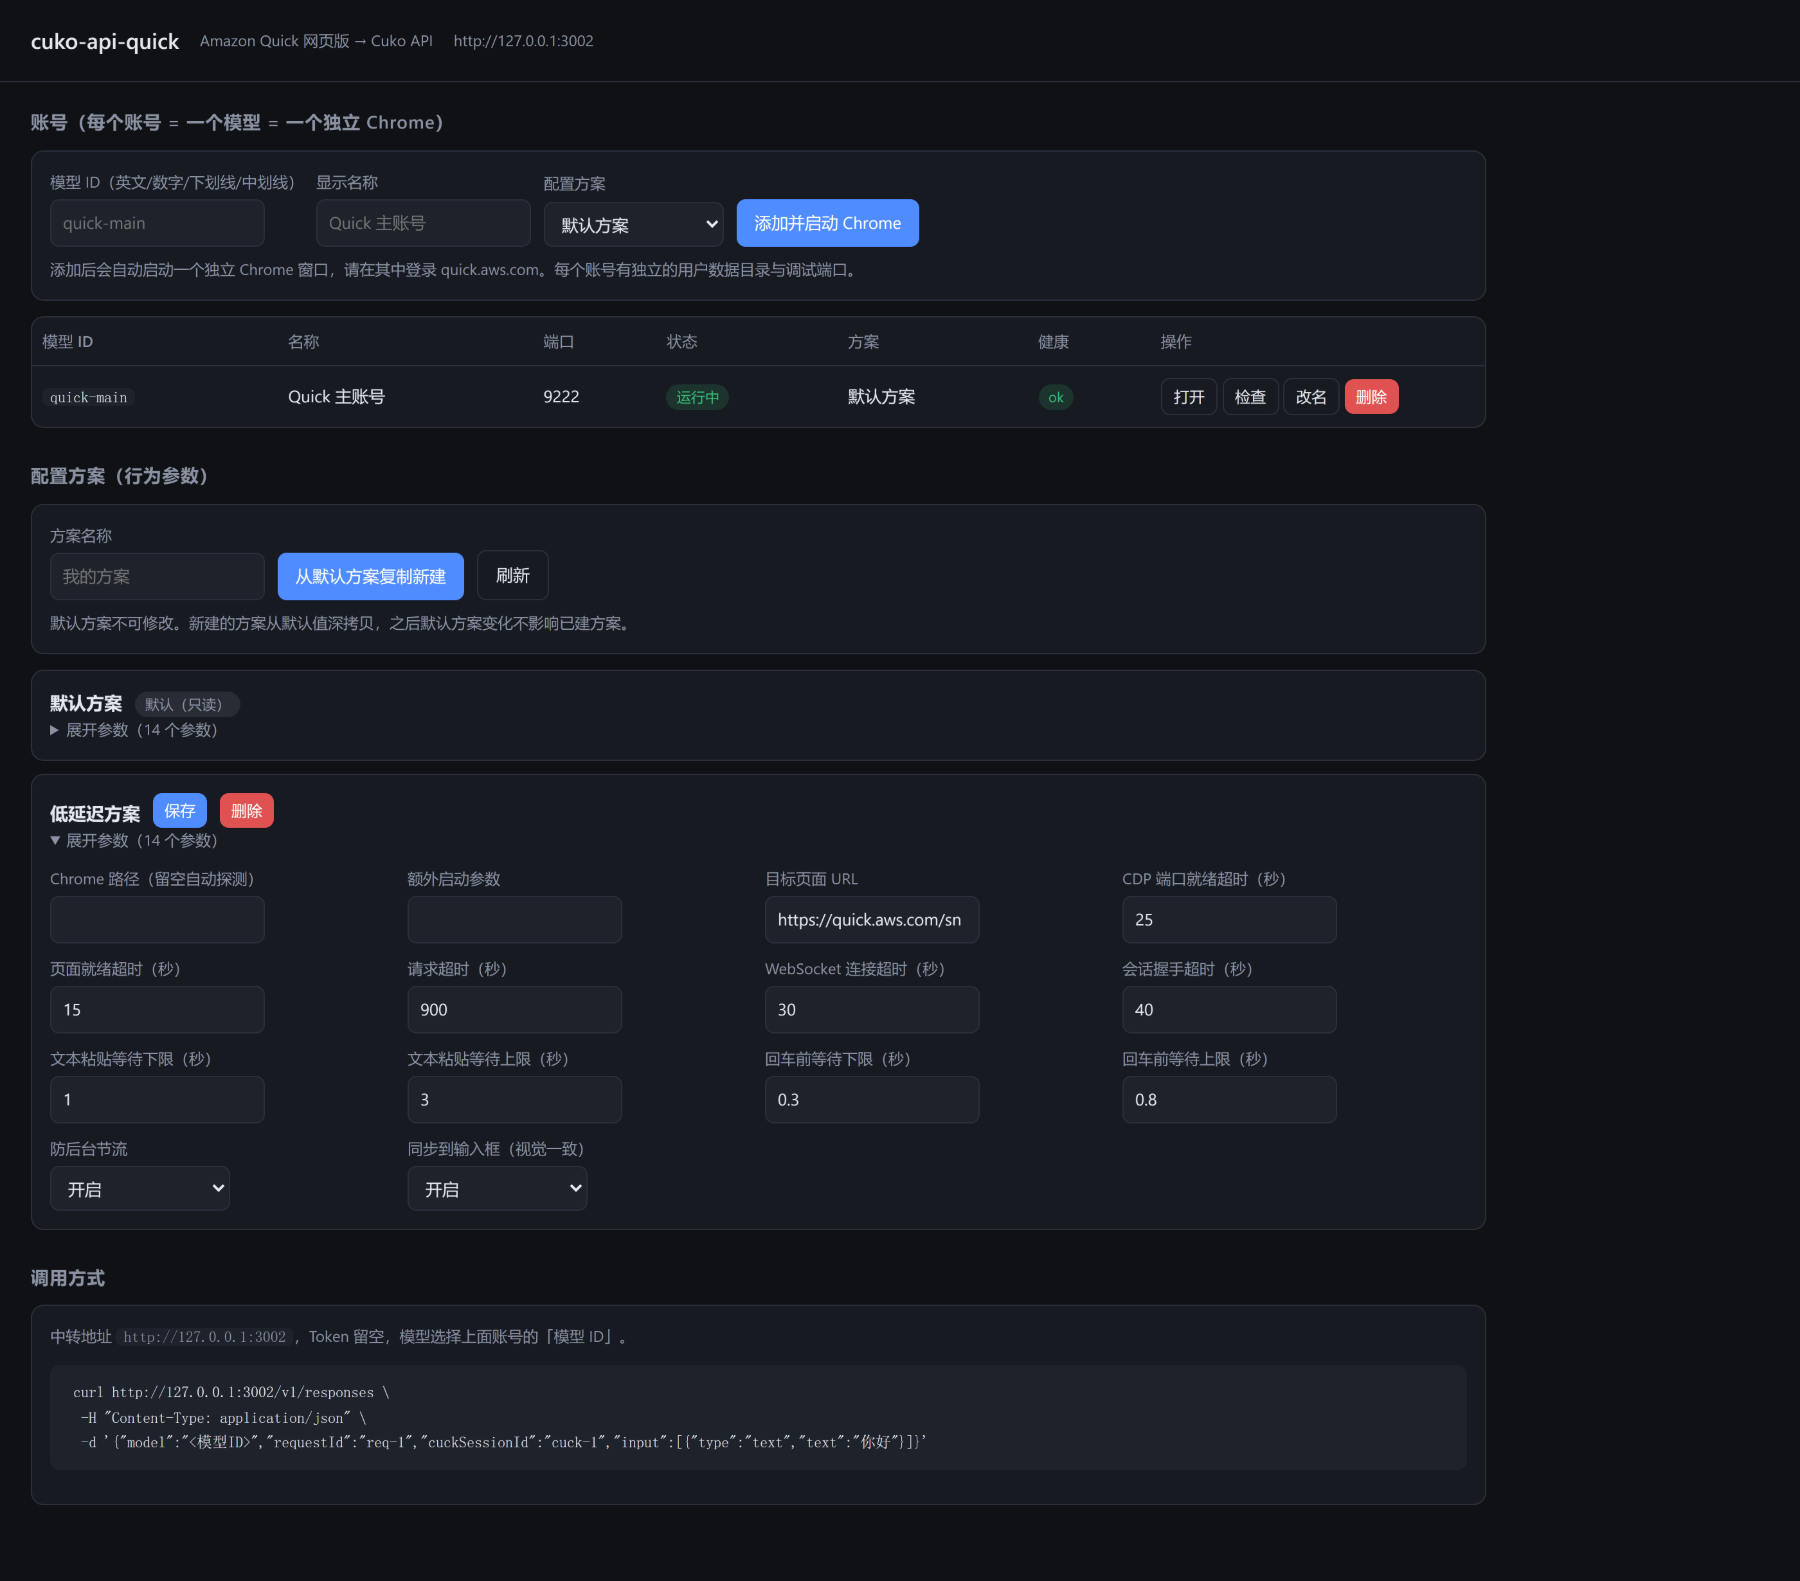 cuko-api-quick Amazon Quick 网页版 → Cuko API http://127.0.0.1:3002
账号（每个账号 = 一个模型 = 一个独立 Chrome）
模型 ID（英文/数字/下划线/中划线） 显示名称 配置方案
quick-main Quick 主账号 默认方案 添加并启动 Chrome
添加后会自动启动一个独立 Chrome 窗口，请在其中登录 quick.aws.com。每个账号有独立的用户数据目录与调试端口。
模型 ID 名称 端口 状态 方案 健康 操作
quick-main Quick 主账号 9222 运行中 默认方案 ok 打开 检查 改名 删除
配置方案（行为参数）
方案名称
我的方案 从默认方案复制新建 刷新
默认方案不可修改。新建的方案从默认值深拷贝，之后默认方案变化不影响已建方案。
默认方案 默认（只读）
▶ 展开参数（14 个参数）
低延迟方案 保存 删除
▼ 展开参数（14 个参数）
Chrome 路径（留空自动探测） 额外启动参数 目标页面 URL CDP 端口就绪超时（秒）
https://quick.aws.com/sn 25
页面就绪超时（秒） 请求超时（秒） WebSocket 连接超时（秒） 会话握手超时（秒）
15 900 30 40
文本粘贴等待下限（秒） 文本粘贴等待上限（秒） 回车前等待下限（秒） 回车前等待上限（秒）
1 3 0.3 0.8
防后台节流 同步到输入框（视觉一致）
开启 开启
调用方式
中转地址 http://127.0.0.1:3002 ，Token 留空，模型选择上面账号的「模型 ID」。
curl http://127.0.0.1:3002/v1/responses \
-H "Content-Type: application/json" \
-d '{"model":"<模型ID>","requestId":"req-1","cuckSessionId":"cuck-1","input":[{"type":"text","text":"你好"}]}'